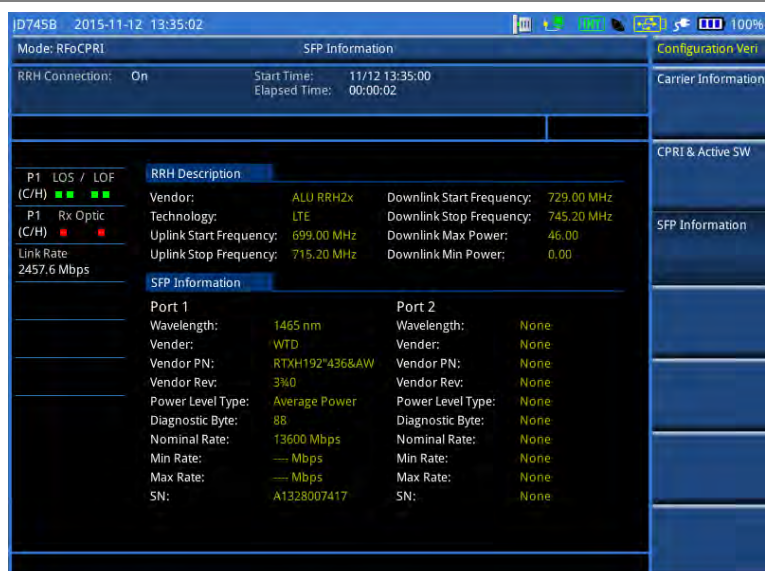 JD745B 2015-11-12 13:35:02 INT 100%
Mode: RFoCPRI SFP Information Configuration Veri
RRH Connection: On Start Time: 11/12 13:35:00
Elapsed Time: 00:00:02
Carrier Information
CPRI & Active SW
SFP Information
P1 LOS / LOF
(C/H)
P1 Rx Optic
(C/H)
Link Rate
2457.6 Mbps
RRH Description
Vendor: ALU RRH2x Downlink Start Frequency: 729.00 MHz
Technology: LTE Downlink Stop Frequency: 745.20 MHz
Uplink Start Frequency: 699.00 MHz Downlink Max Power: 46.00
Uplink Stop Frequency: 715.20 MHz Downlink Min Power: 0.00
SFP Information
Port 1 Port 2
Wavelength: 1465 nm Wavelength: None
Vender: WTD Vender: None
Vendor PN: RTXH192"436&AW Vendor PN: None
Vendor Rev: 3¾0 Vendor Rev: None
Power Level Type: Average Power Power Level Type: None
Diagnostic Byte: 88 Diagnostic Byte: None
Nominal Rate: 13600 Mbps Nominal Rate: None
Min Rate: ---- Mbps Min Rate: None
Max Rate: ---- Mbps Max Rate: None
SN: A1328007417 SN: None